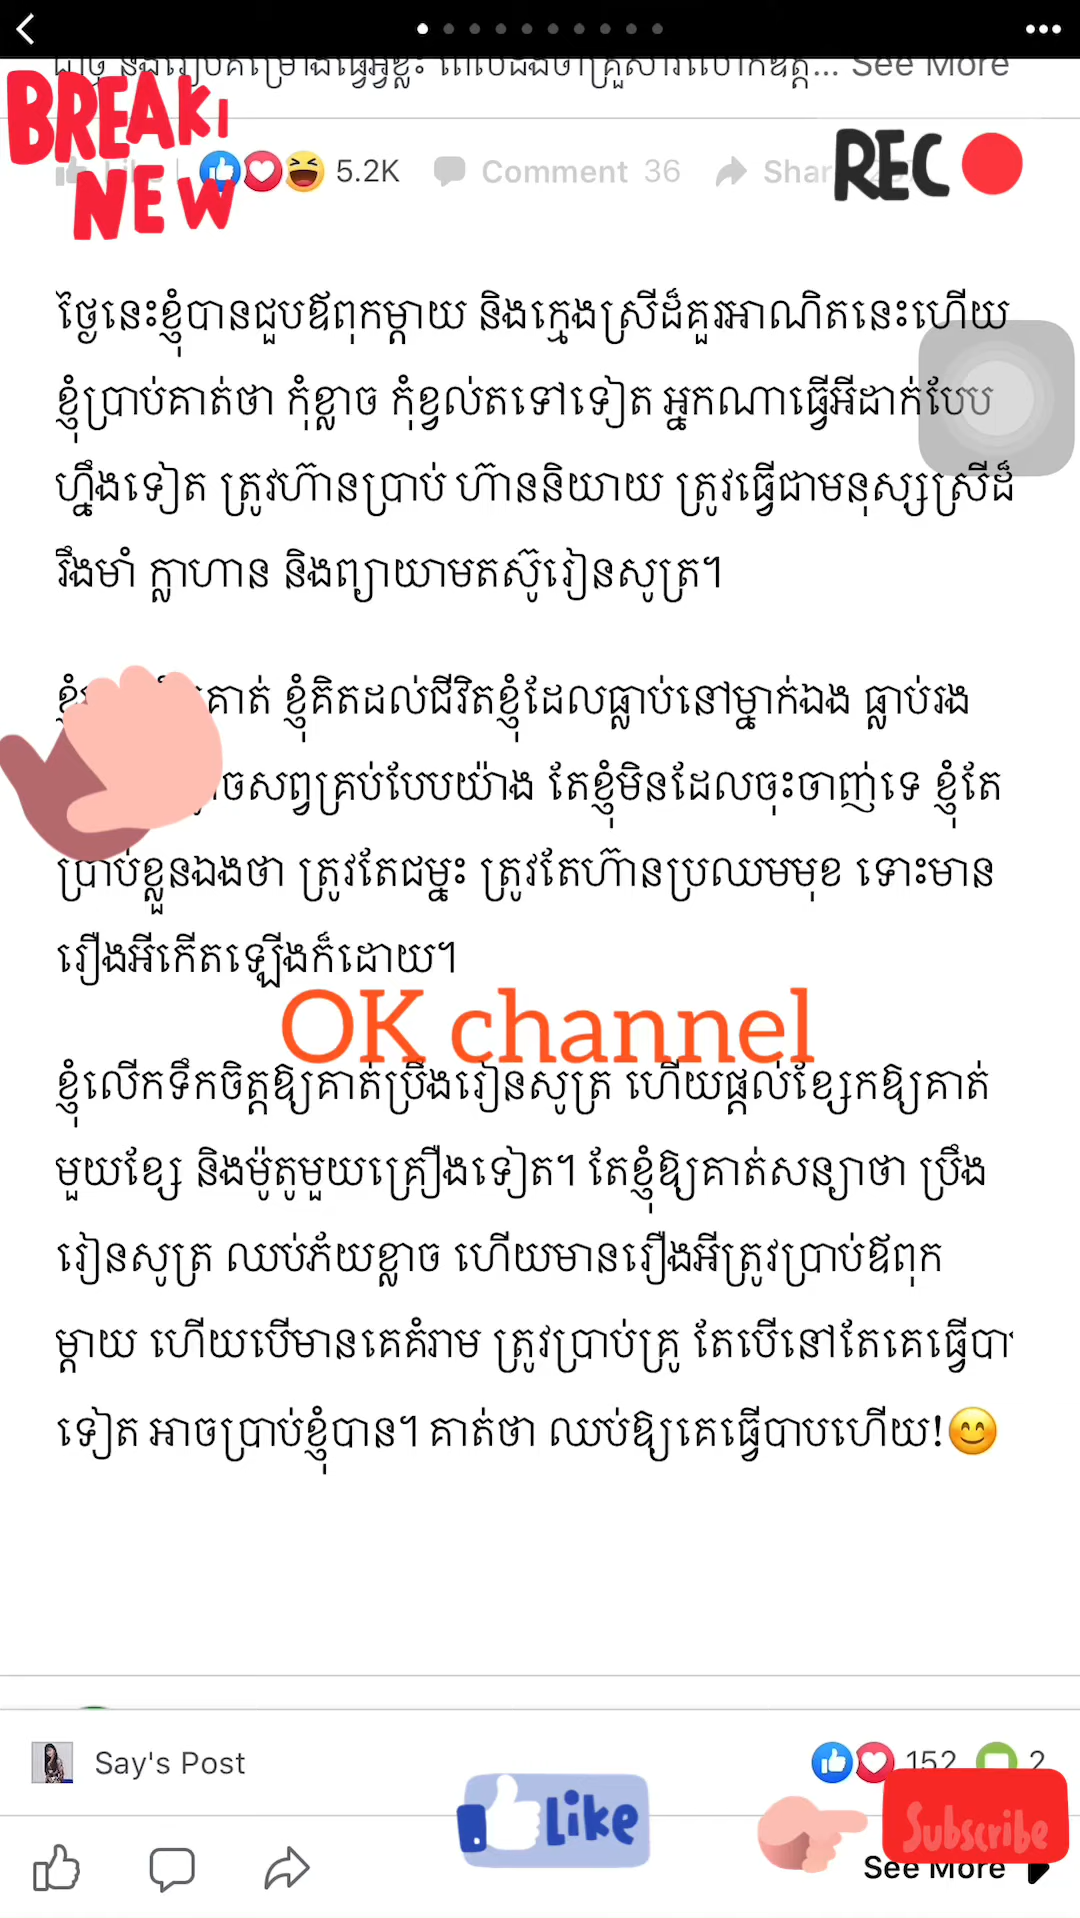 See More
BREAKI
NEW
5.2K Comment 36 Shar
REC
ថ្ងៃនេះខ្ញុំបានជួបឪពុកម្ដាយ និងក្មេងស្រីដ៏គួរអាណិតនេះហើយ
ខ្ញុំប្រាប់គាត់ថា កុំខ្លាច កុំខ្វល់តទៅទៀត អ្នកណាធ្វើអីដាក់បែប
ហ្នឹងទៀត ត្រូវហ៊ានប្រាប់ ហ៊ាននិយាយ ត្រូវធ្វើជាមនុស្សស្រីដ៏
រឹងមាំ ក្លាហាន និងព្យាយាមតស៊ូរៀនសូត្រ។
គាត់ ខ្ញុំគិតដល់ជីវិតខ្ញុំដែលធ្លាប់នៅម្នាក់ឯង ធ្លាប់រង
សព្វគ្រប់បែបយ៉ាង តែខ្ញុំមិនដែលចុះចាញ់ទេ ខ្ញុំតែ
ប្រាប់ខ្លួនឯងថា ត្រូវតែជម្នះ ត្រូវតែហ៊ានប្រឈមមុខ ទោះមាន
រឿងអីកើតឡើងក៏ដោយ។
OK channel
ខ្ញុំលើកទឹកចិត្តឱ្យគាត់ប្រឹងរៀនសូត្រ ហើយផ្ដល់ខ្សែកឱ្យគាត់
មួយខ្សែ និងម៉ូតូមួយគ្រឿងទៀត។ តែខ្ញុំឱ្យគាត់សន្យាថា ប្រឹង
រៀនសូត្រ ឈប់ភ័យខ្លាច ហើយមានរឿងអីត្រូវប្រាប់ឪពុក
ម្ដាយ ហើយបើមានគេគំរាម ត្រូវប្រាប់គ្រូ តែបើនៅតែគេធ្វើបា
ទៀត អាចប្រាប់ខ្ញុំបាន។ គាត់ថា ឈប់ឱ្យគេធ្វើបាបហើយ!😊
Say's Post 152 2
Like
Subscribe
See More